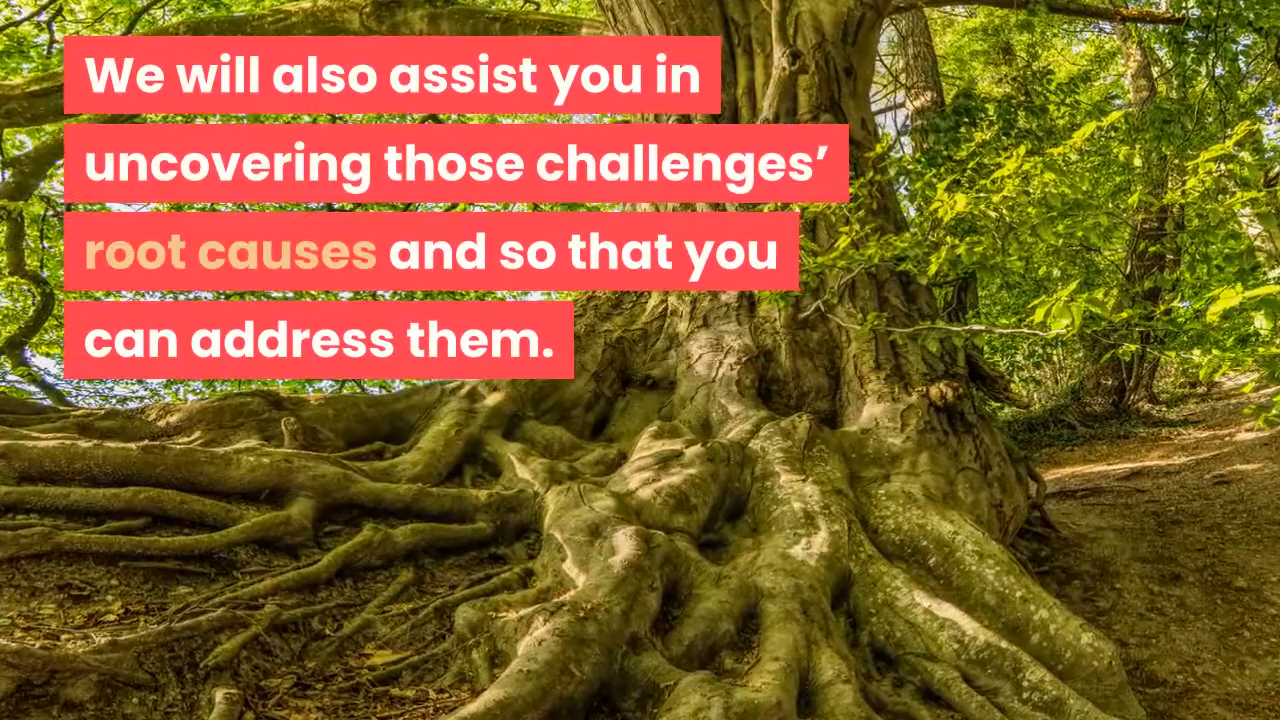 We will also assist you in
uncovering those challenges’
root causes and so that you
can address them.